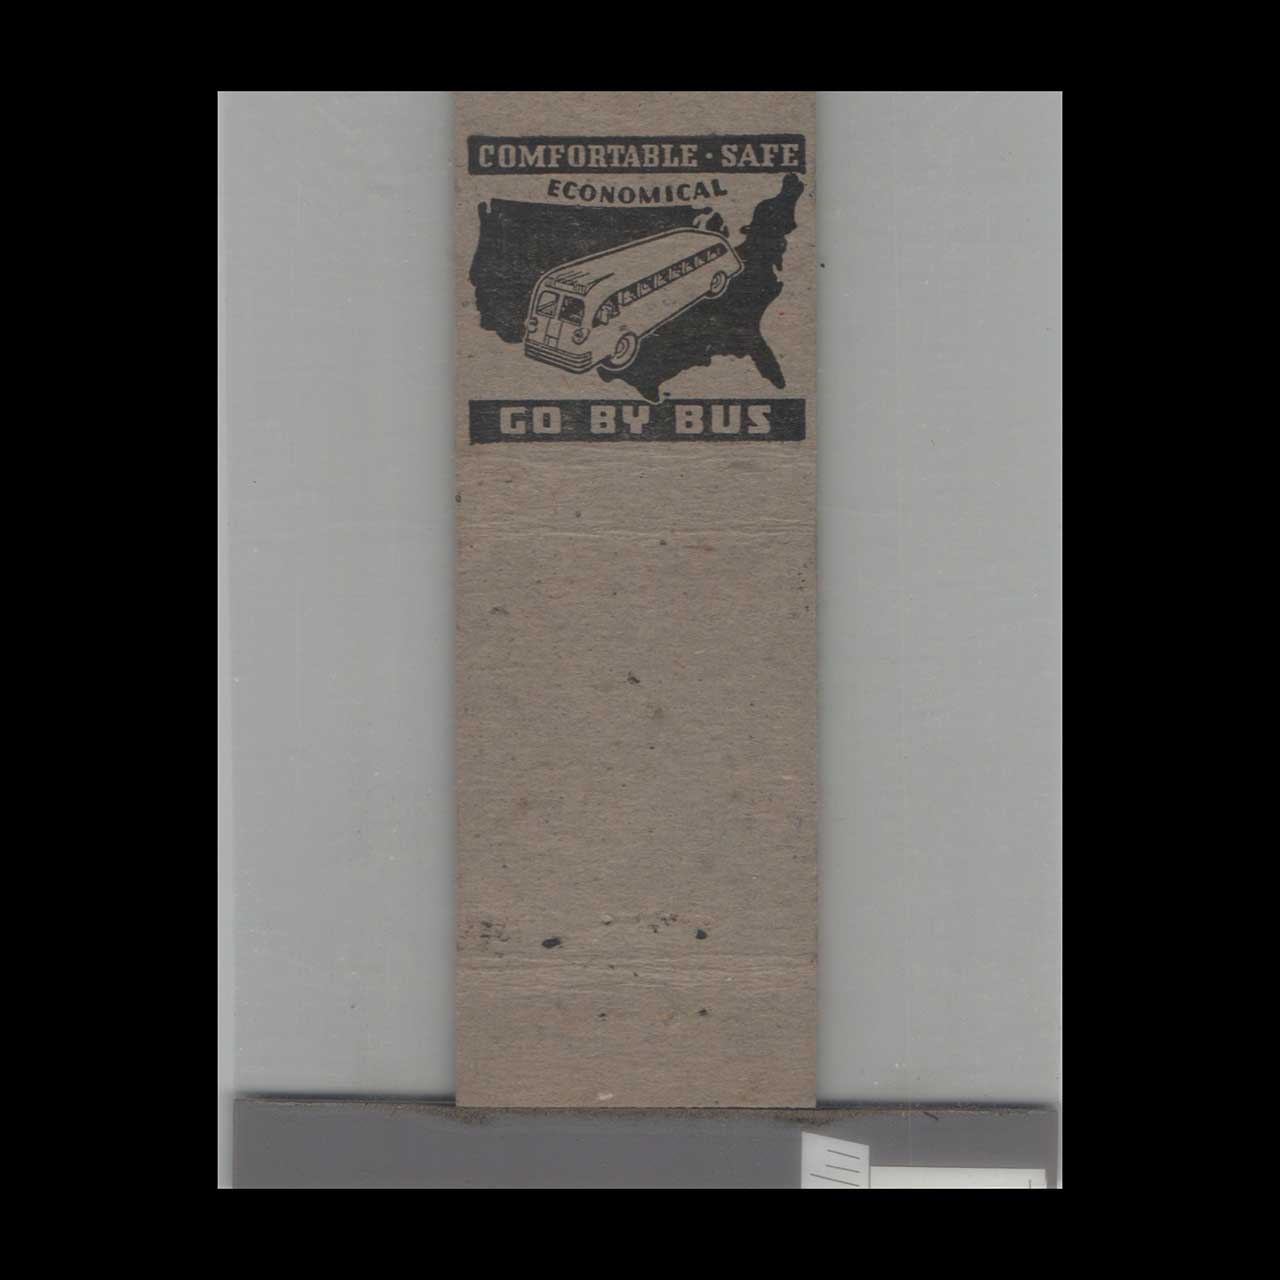 COMFORTABLE · SAFE
ECONOMICAL
GO BY BUS